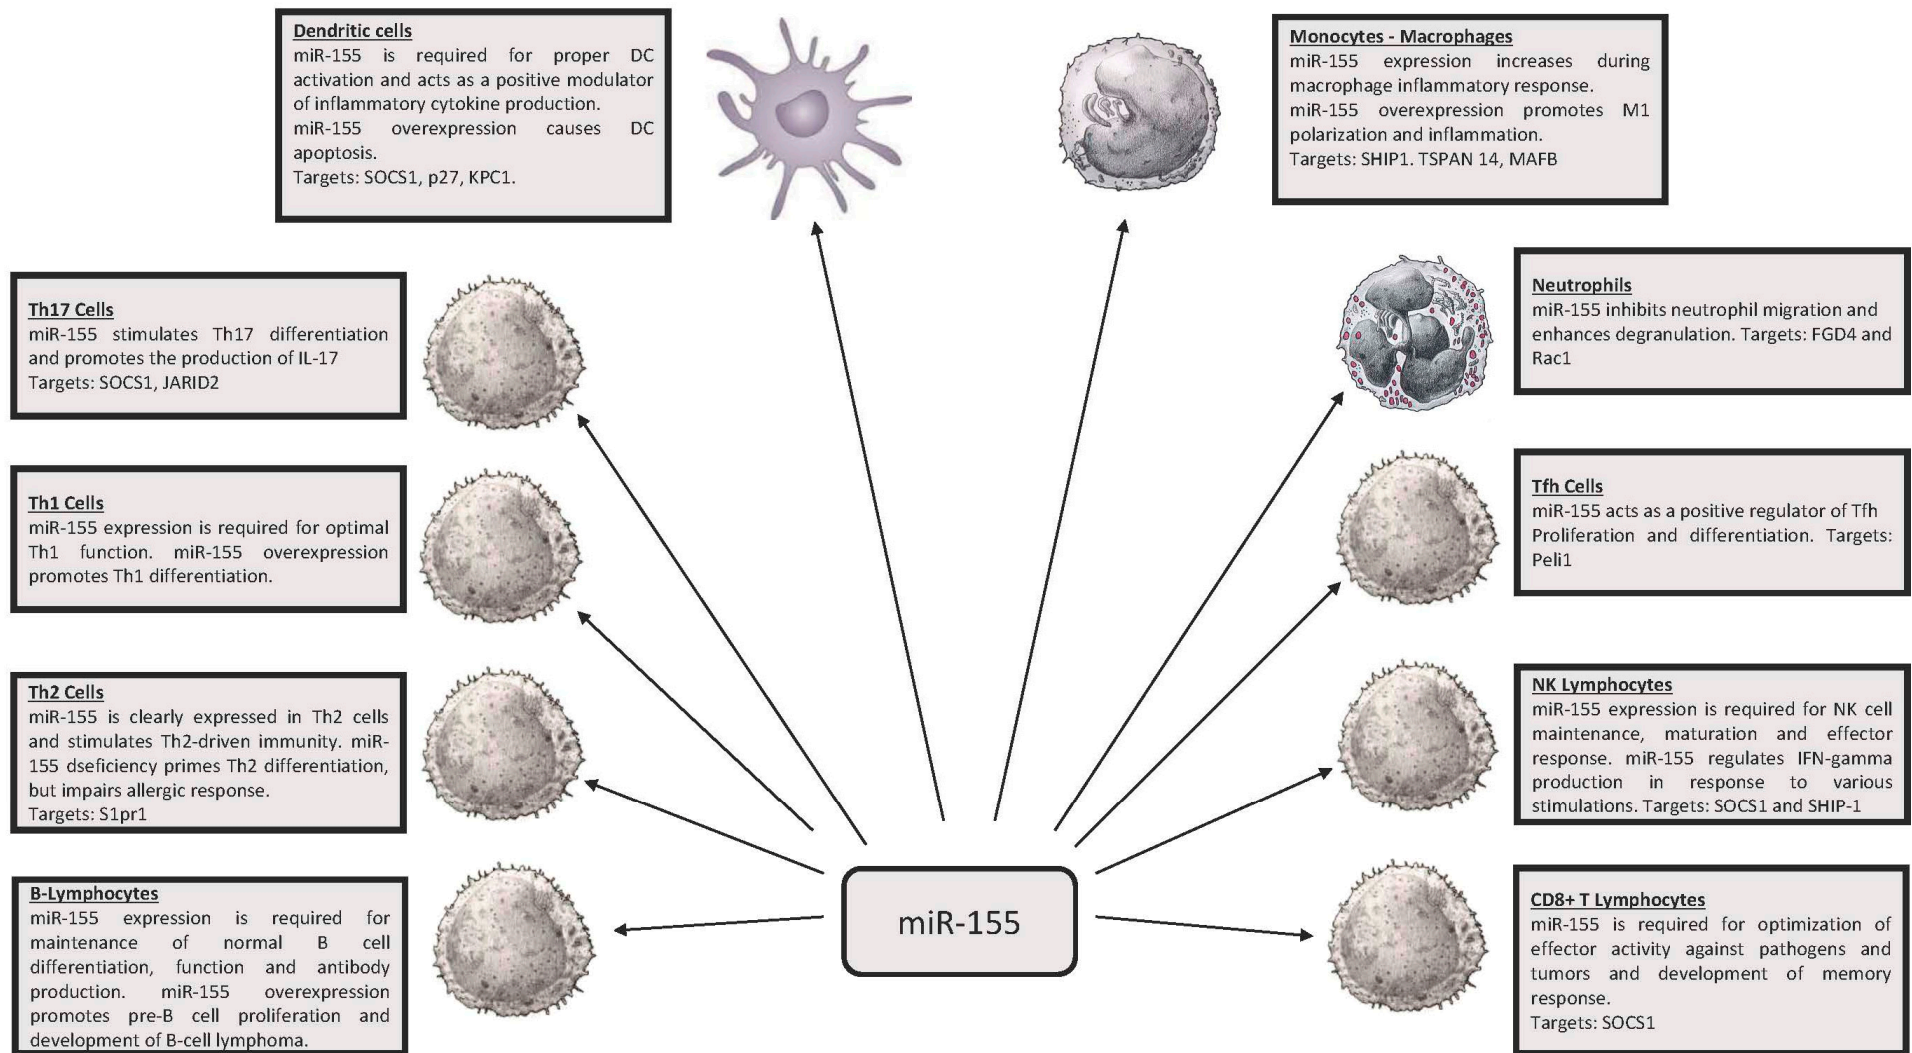 Dendritic cells
miR-155 is required for proper DC
activation and acts as a positive modulator
of inflammatory cytokine production.
miR-155 overexpression causes DC
apoptosis.
Targets: SOCS1, p27, KPC1.
Monocytes - Macrophages
miR-155 expression increases during
macrophage inflammatory response.
miR-155 overexpression promotes M1
polarization and inflammation.
Targets: SHIP1. TSPAN 14, MAFB
Th17 Cells
miR-155 stimulates Th17 differentiation
and promotes the production of IL-17
Targets: SOCS1, JARID2
Neutrophils
miR-155 inhibits neutrophil migration and
enhances degranulation. Targets: FGD4 and
Rac1
Th1 Cells
miR-155 expression is required for optimal
Th1 function. miR-155 overexpression
promotes Th1 differentiation.
Tfh Cells
miR-155 acts as a positive regulator of Tfh
Proliferation and differentiation. Targets:
Peli1
Th2 Cells
miR-155 is clearly expressed in Th2 cells
and stimulates Th2-driven immunity. miR-
155 dseficiency primes Th2 differentiation,
but impairs allergic response.
Targets: S1pr1
NK Lymphocytes
miR-155 expression is required for NK cell
maintenance, maturation and effector
response. miR-155 regulates IFN-gamma
production in response to various
stimulations. Targets: SOCS1 and SHIP-1
B-Lymphocytes
miR-155 expression is required for
maintenance of normal B cell
differentiation, function and antibody
production. miR-155 overexpression
promotes pre-B cell proliferation and
development of B-cell lymphoma.
miR-155
CD8+ T Lymphocytes
miR-155 is required for optimization of
effector activity against pathogens and
tumors and development of memory
response.
Targets: SOCS1